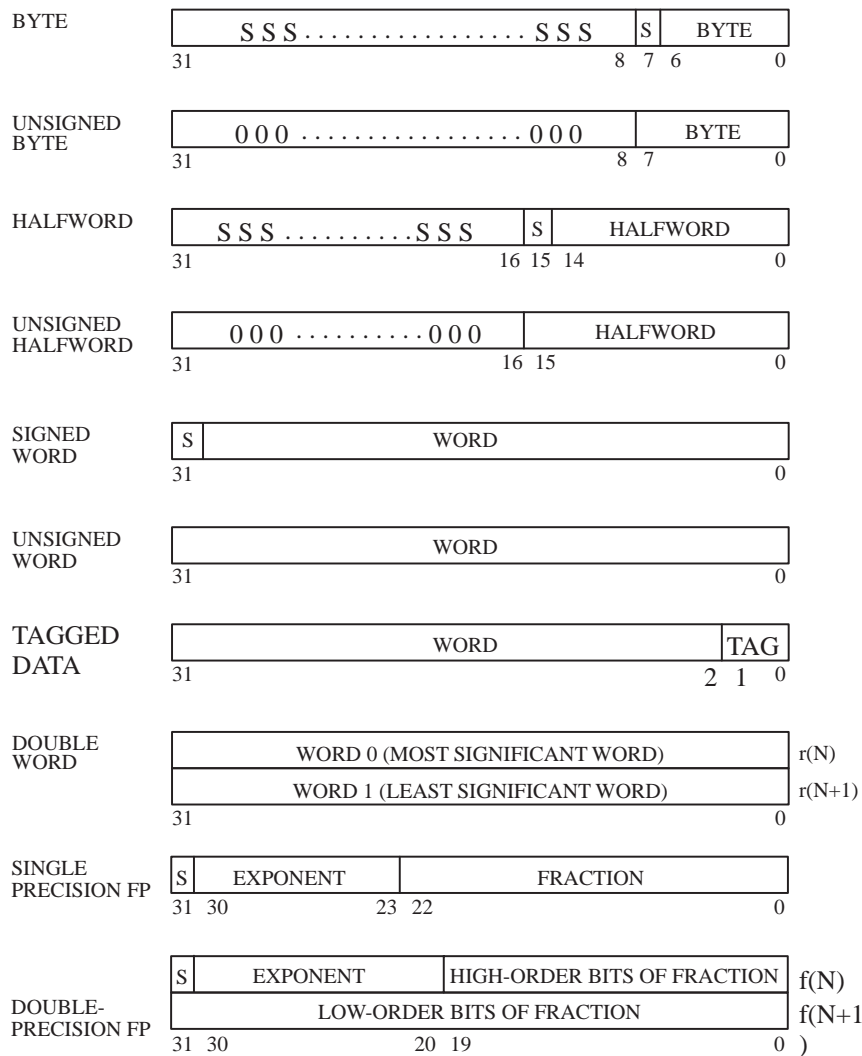 BYTE
S S S . . . . . . . . . . . . . . . . . . S S S S BYTE
31 8 7 6 0
UNSIGNED
BYTE
0 0 0 . . . . . . . . . . . . . . . . . . 0 0 0 BYTE
31 8 7 0
HALFWORD
S S S . . . . . . . . . . S S S S HALFWORD
31 16 15 14 0
UNSIGNED
HALFWORD
0 0 0 . . . . . . . . . . 0 0 0 HALFWORD
31 16 15 0
SIGNED
WORD
S WORD
31 0
UNSIGNED
WORD
WORD
31 0
TAGGED
DATA
WORD TAG
31 2 1 0
DOUBLE
WORD
WORD 0 (MOST SIGNIFICANT WORD) r(N)
WORD 1 (LEAST SIGNIFICANT WORD) r(N+1)
31 0
SINGLE
PRECISION FP
S EXPONENT FRACTION
31 30 23 22 0
S EXPONENT HIGH-ORDER BITS OF FRACTION f(N)
DOUBLE-
PRECISION FP
LOW-ORDER BITS OF FRACTION f(N+1
)
31 30 20 19 0